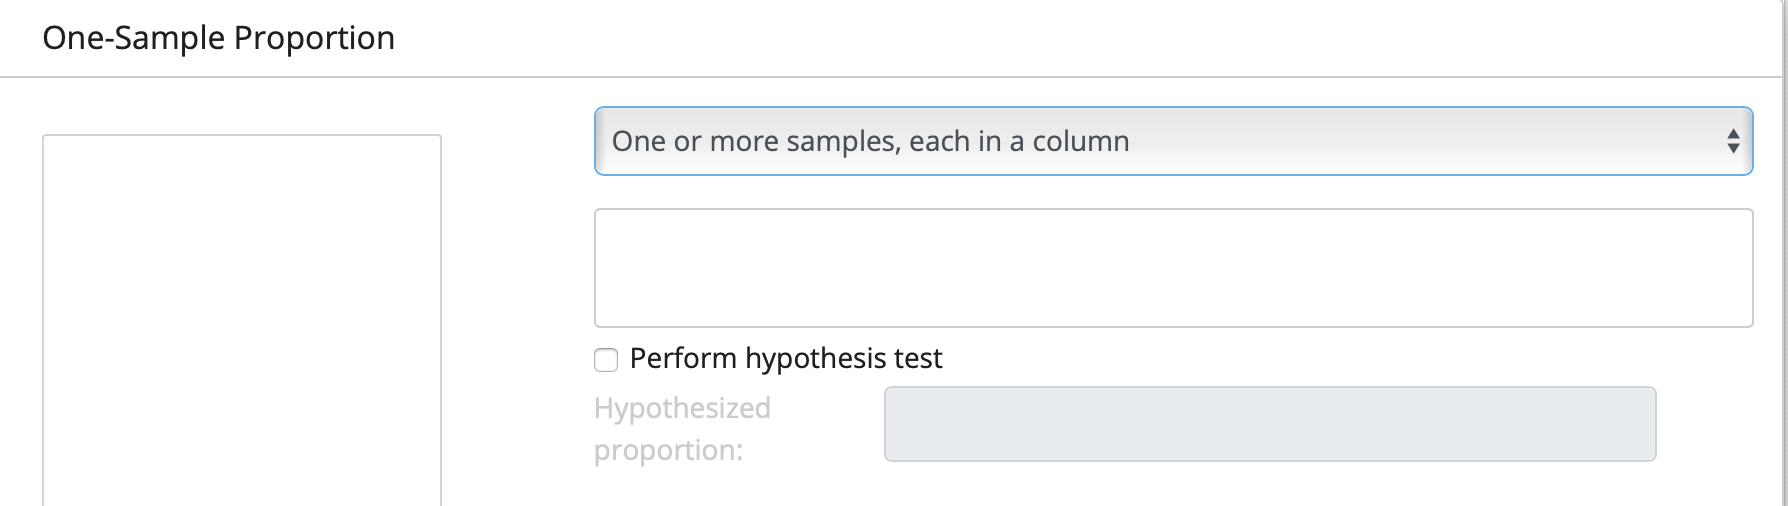 One-Sample Proportion
One or more samples, each in a column
Perform hypothesis test
Hypothesized
proportion: